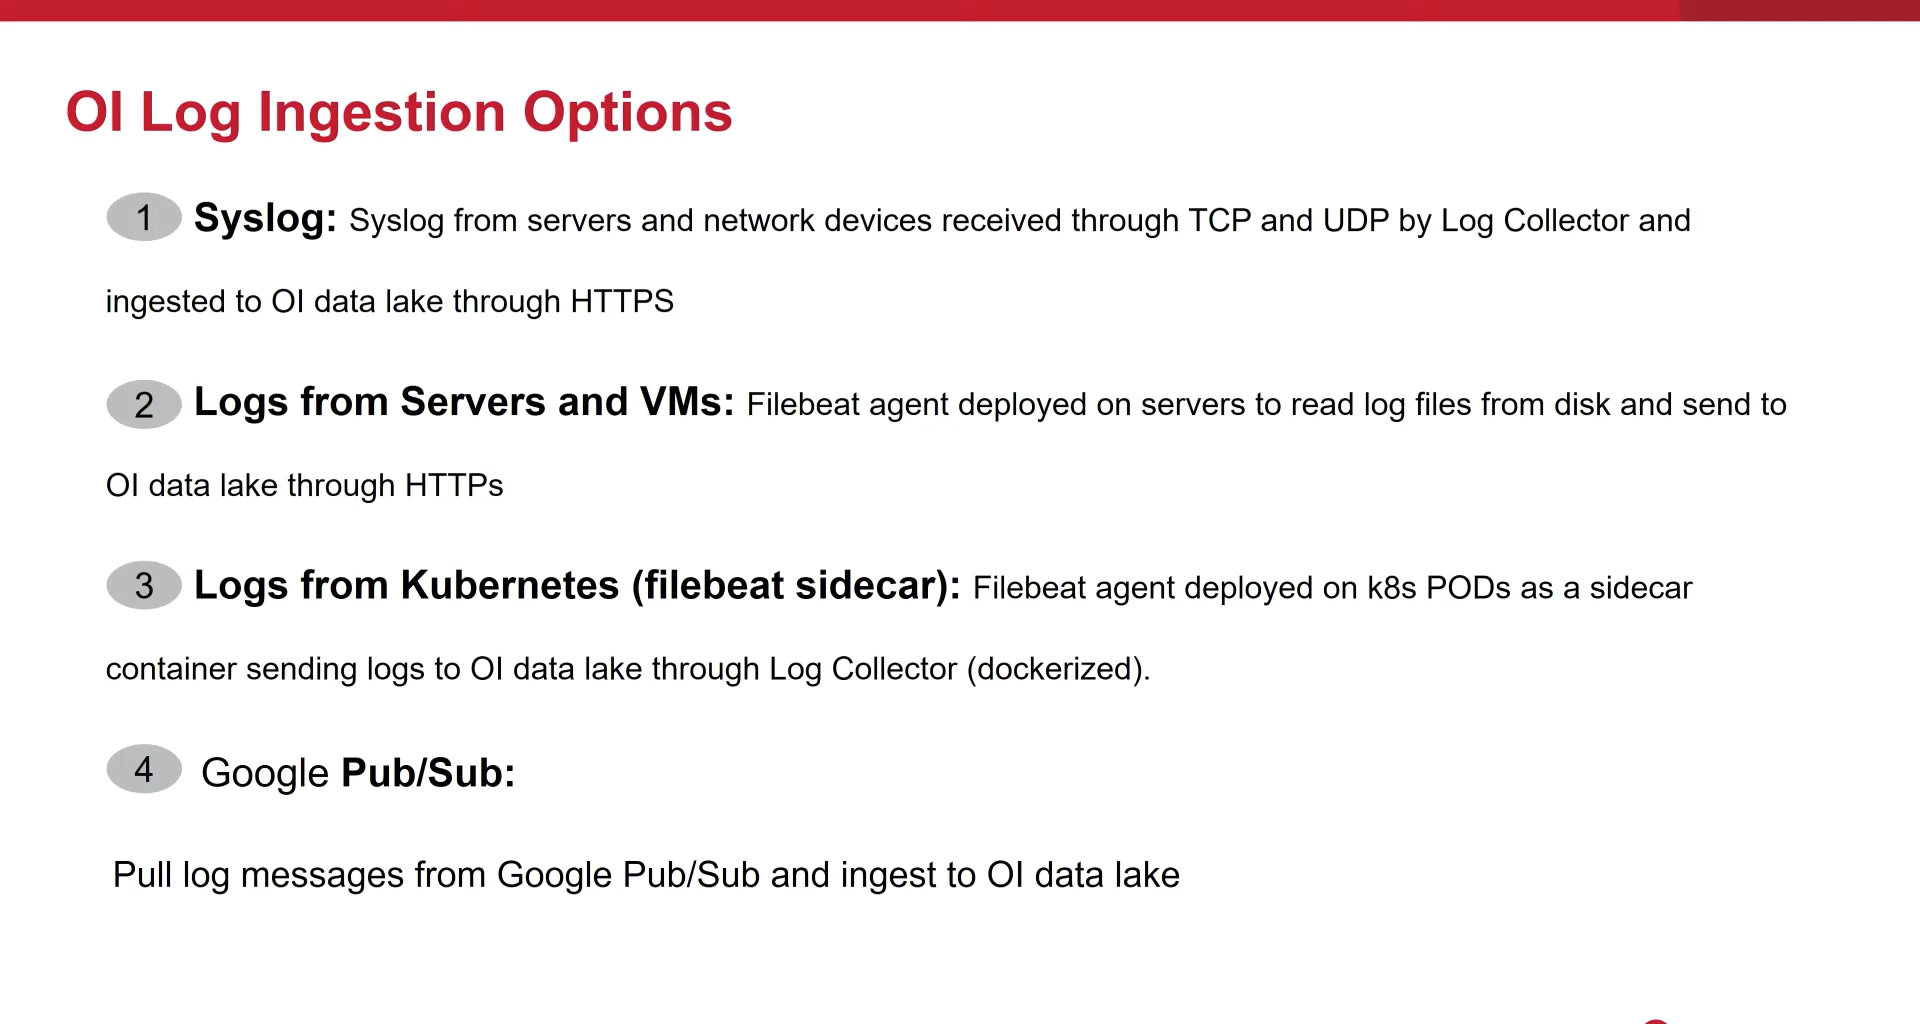 OI Log Ingestion Options
1 Syslog: Syslog from servers and network devices received through TCP and UDP by Log Collector and
ingested to OI data lake through HTTPS
2 Logs from Servers and VMs: Filebeat agent deployed on servers to read log files from disk and send to
OI data lake through HTTPs
3 Logs from Kubernetes (filebeat sidecar): Filebeat agent deployed on k8s PODs as a sidecar
container sending logs to OI data lake through Log Collector (dockerized).
4 Google Pub/Sub:
Pull log messages from Google Pub/Sub and ingest to OI data lake